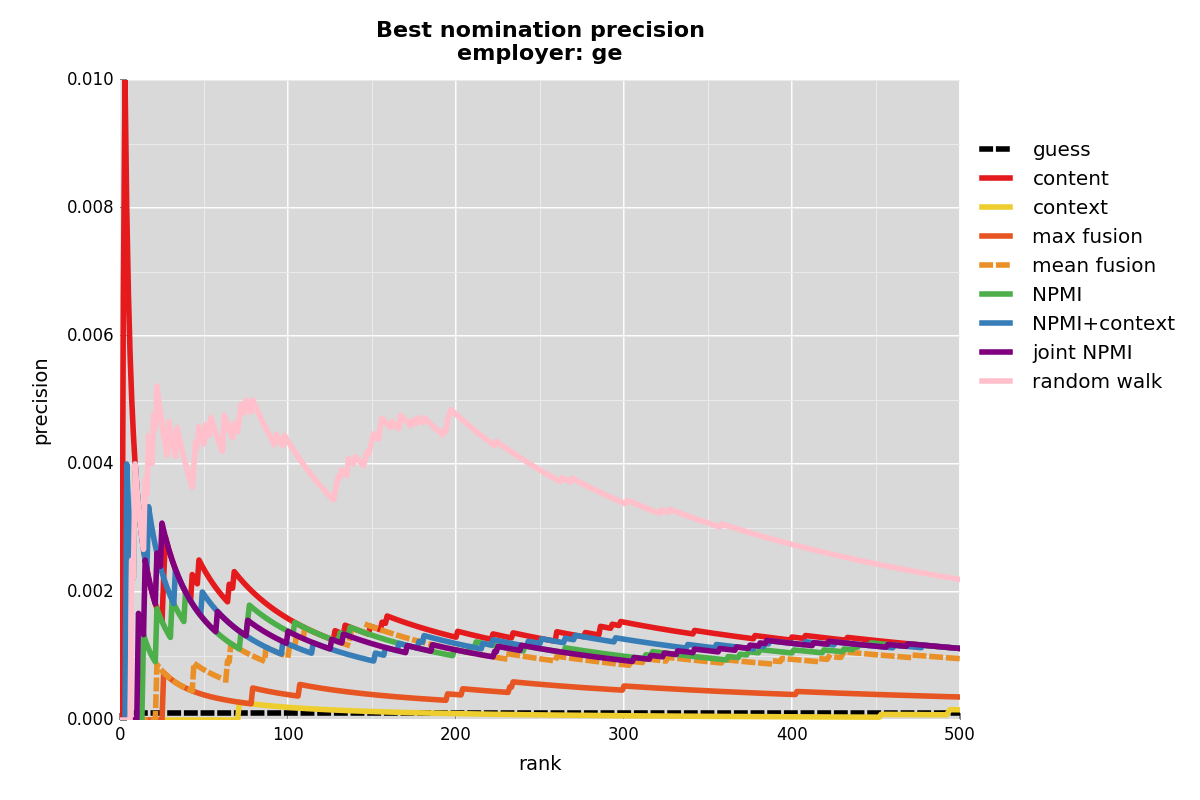 Best nomination precision
employer: ge
0.010
0.008
0.006
0.004
0.002
0.000
precision
0
100
200
300
400
500
rank
guess
content
context
max fusion
mean fusion
NPMI
NPMI+context
joint NPMI
random walk